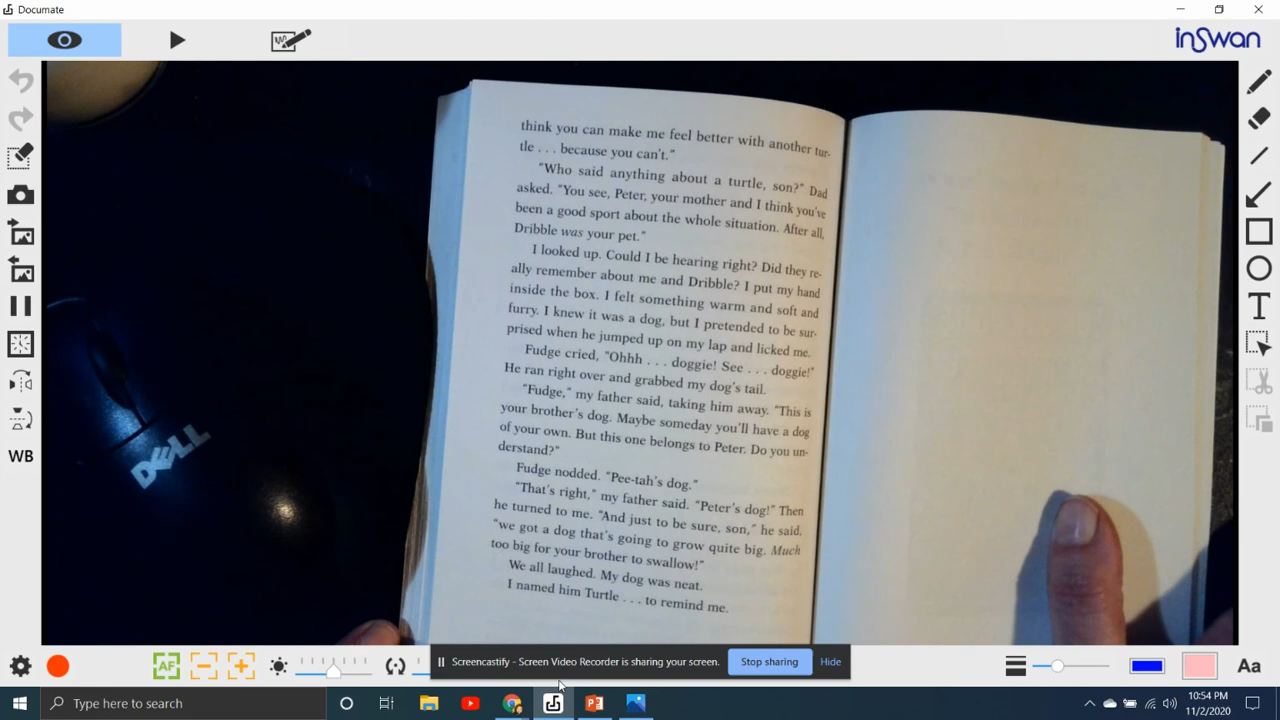 Documate
inSwan
think you can make me feel better with another tur-
tle . . . because you can't."
"Who said anything about a turtle, son?" Dad
asked. "You see, Peter, your mother and I think you've
been a good sport about the whole situation. After all,
Dribble was your pet."
I looked up. Could I be hearing right? Did they re-
ally remember about me and Dribble? I put my hand
inside the box. I felt something warm and soft and
furry. I knew it was a dog, but I pretended to be sur-
prised when he jumped up on my lap and licked me.
Fudge cried, "Ohhh . . . doggie! See . . . doggie!"
He ran right over and grabbed my dog's tail.
"Fudge," my father said, taking him away. "This is
your brother's dog. Maybe someday you'll have a dog
of your own. But this one belongs to Peter. Do you un-
derstand?"
Fudge nodded. "Pee-tah's dog."
"That's right," my father said. "Peter's dog!" Then
he turned to me. "And just to be sure, son," he said,
"we got a dog that's going to grow quite big. Much
too big for your brother to swallow!"
We all laughed. My dog was neat.
I named him Turtle . . . to remind me.
DELL
WB
T
AF
Screencastify - Screen Video Recorder is sharing your screen.
Stop sharing
Hide
Aa
Type here to search
10:54 PM
11/2/2020